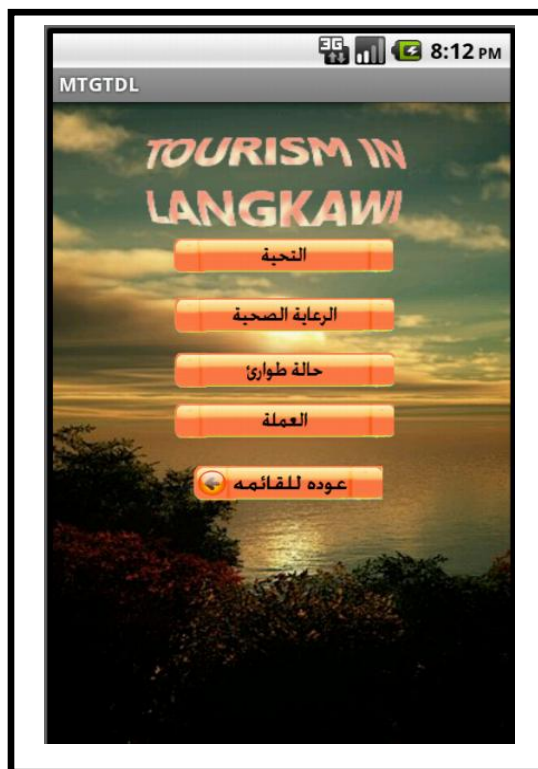 3G 8:12 PM
MTGTDL
TOURISM IN
LANGKAWI
التحية
الرعاية الصحية
حالة طوارئ
العملة
عوده للقائمه